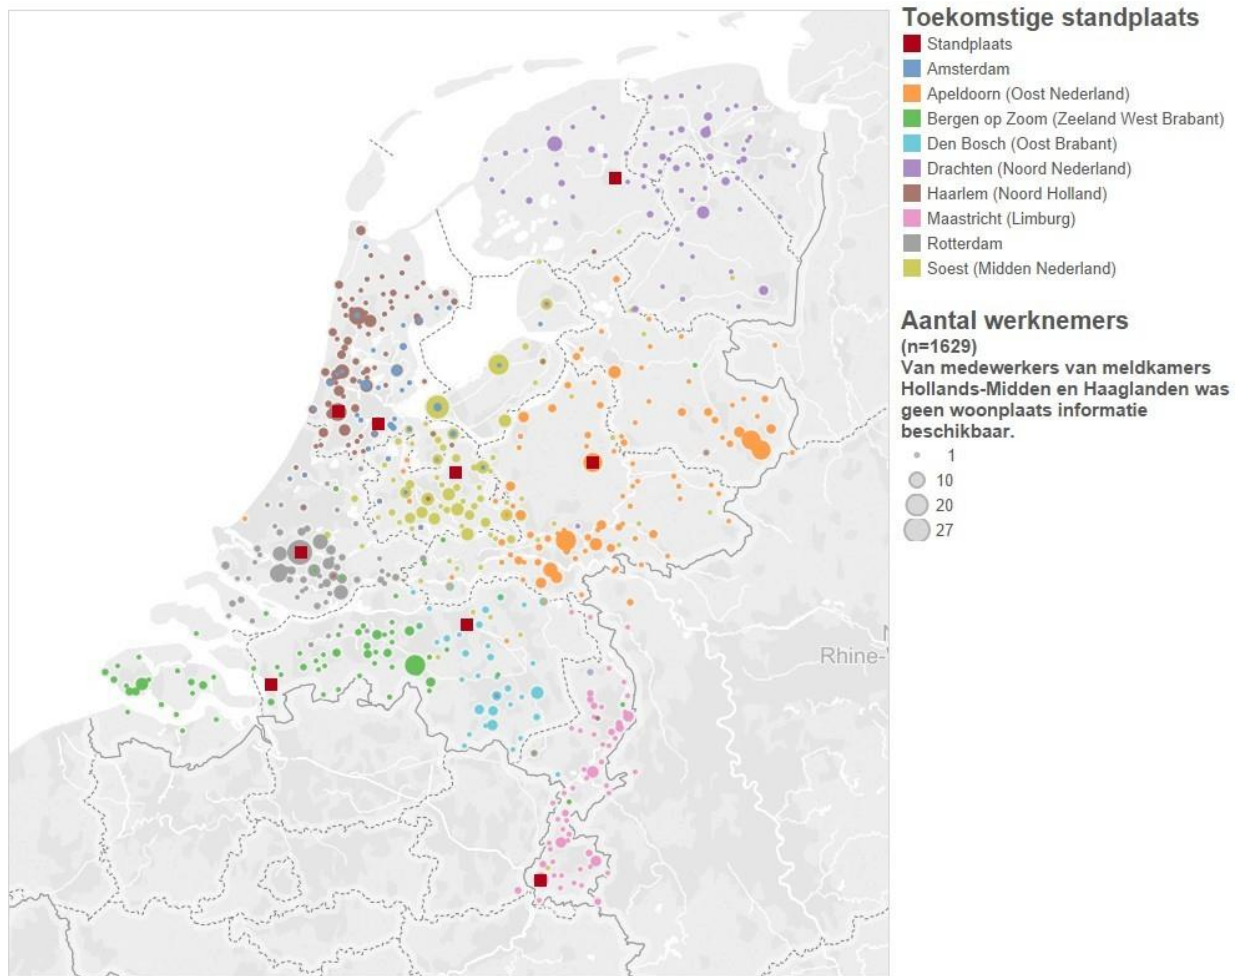 Toekomstige standplaats
Standplaats
Amsterdam
Apeldoorn (Oost Nederland)
Bergen op Zoom (Zeeland West Brabant)
Den Bosch (Oost Brabant)
Drachten (Noord Nederland)
Haarlem (Noord Holland)
Maastricht (Limburg)
Rotterdam
Soest (Midden Nederland)
Aantal werknemers
(n=1629)
Van medewerkers van meldkamers
Hollands-Midden en Haaglanden was
geen woonplaats informatie
beschikbaar.
1
10
20
27
Rhine-